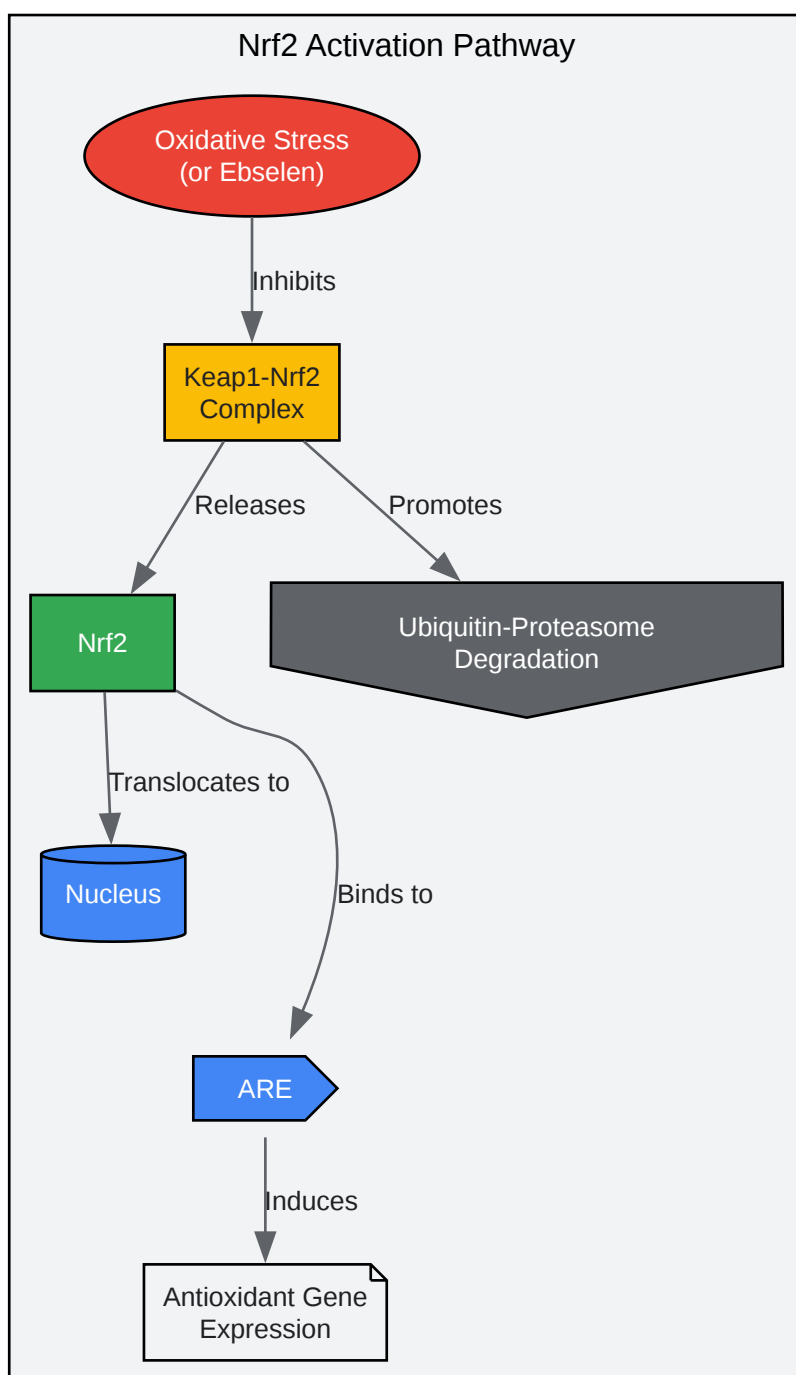 Nrf2 Activation Pathway
Oxidative Stress
(or Ebselen)
Inhibits
Keap1-Nrf2
Complex
Releases
Promotes
Nrf2
Ubiquitin-Proteasome
Degradation
Translocates to
Nucleus
Binds to
ARE
Induces
Antioxidant Gene
Expression